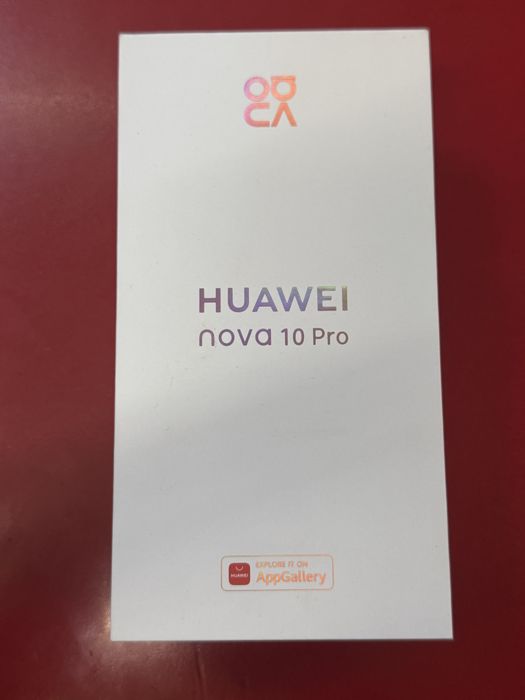 HUAWEI
nova 10 Pro
HUAWEI
EXPLORE IT ON
AppGallery